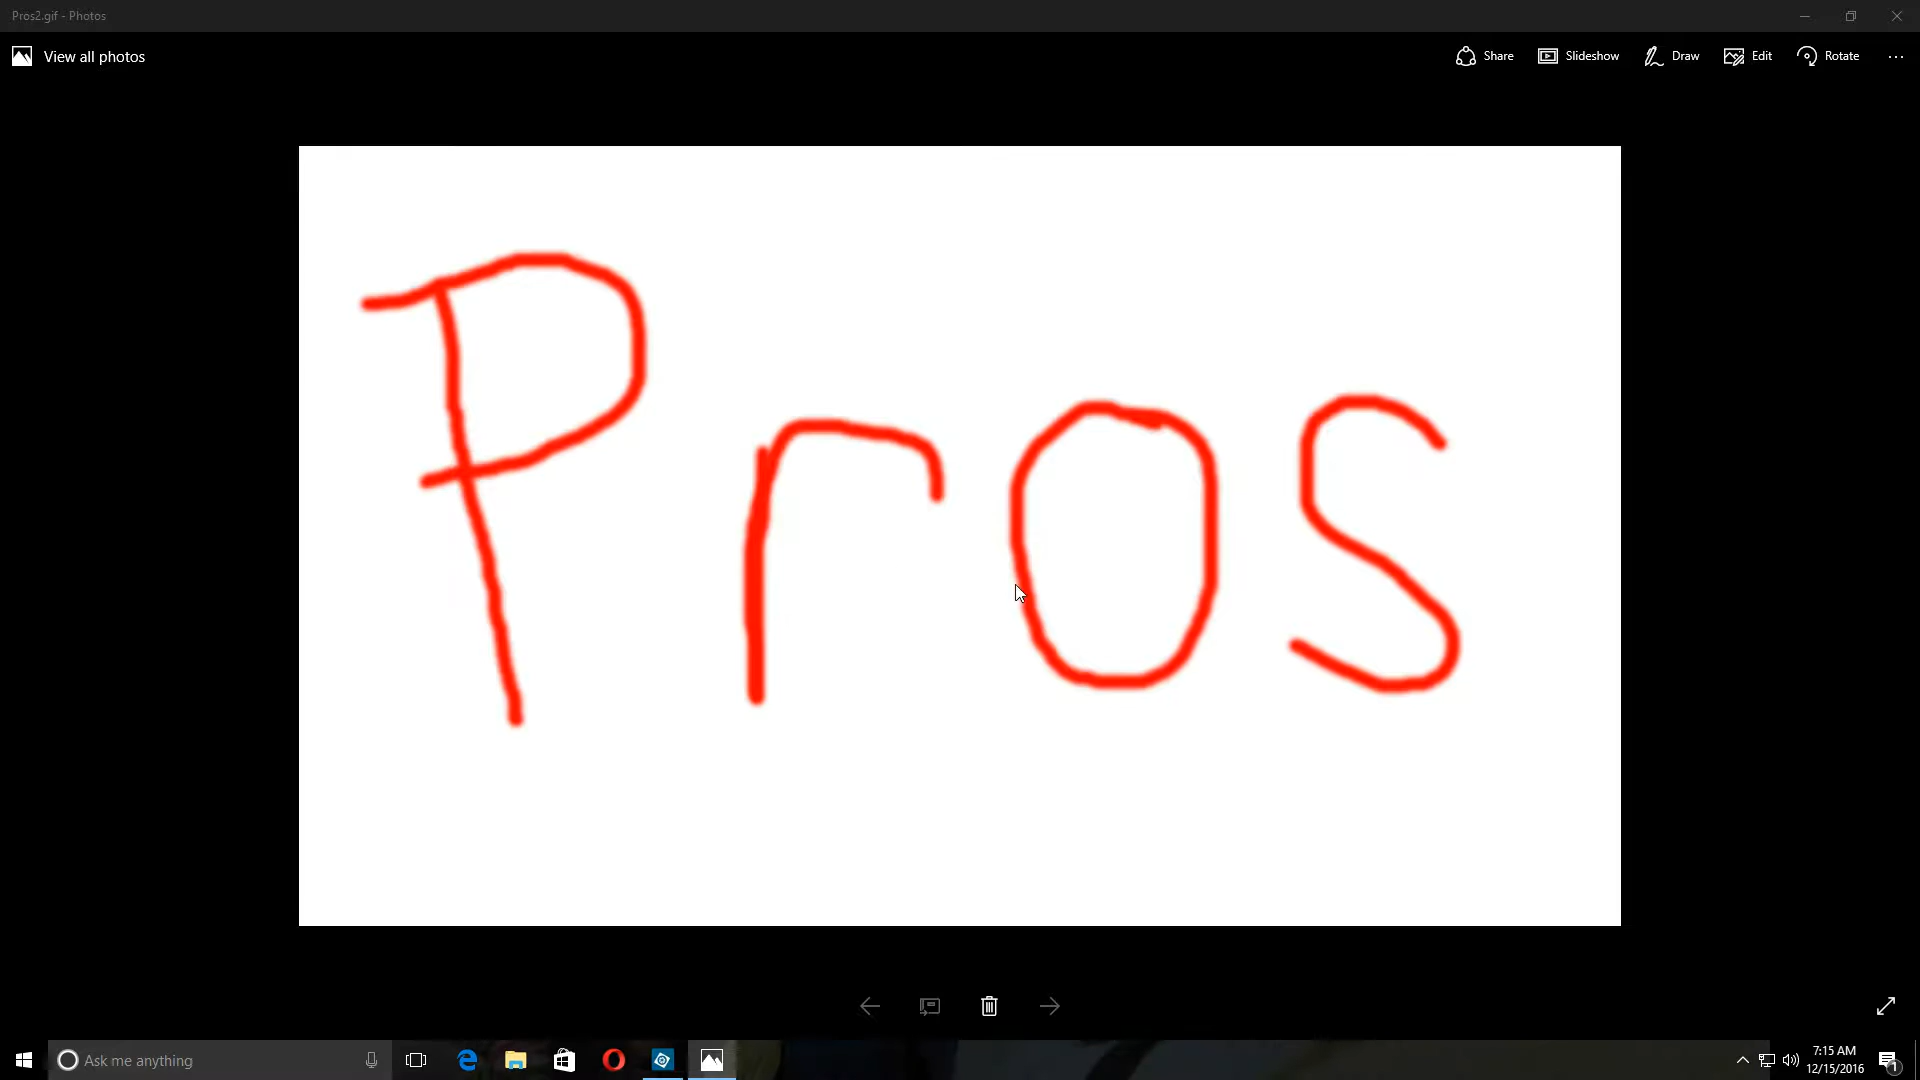 Pros2.gif - Photos
View all photos
Share
Slideshow
Draw
Edit
Rotate
Pros
Ask me anything
7:15 AM
12/15/2016
1